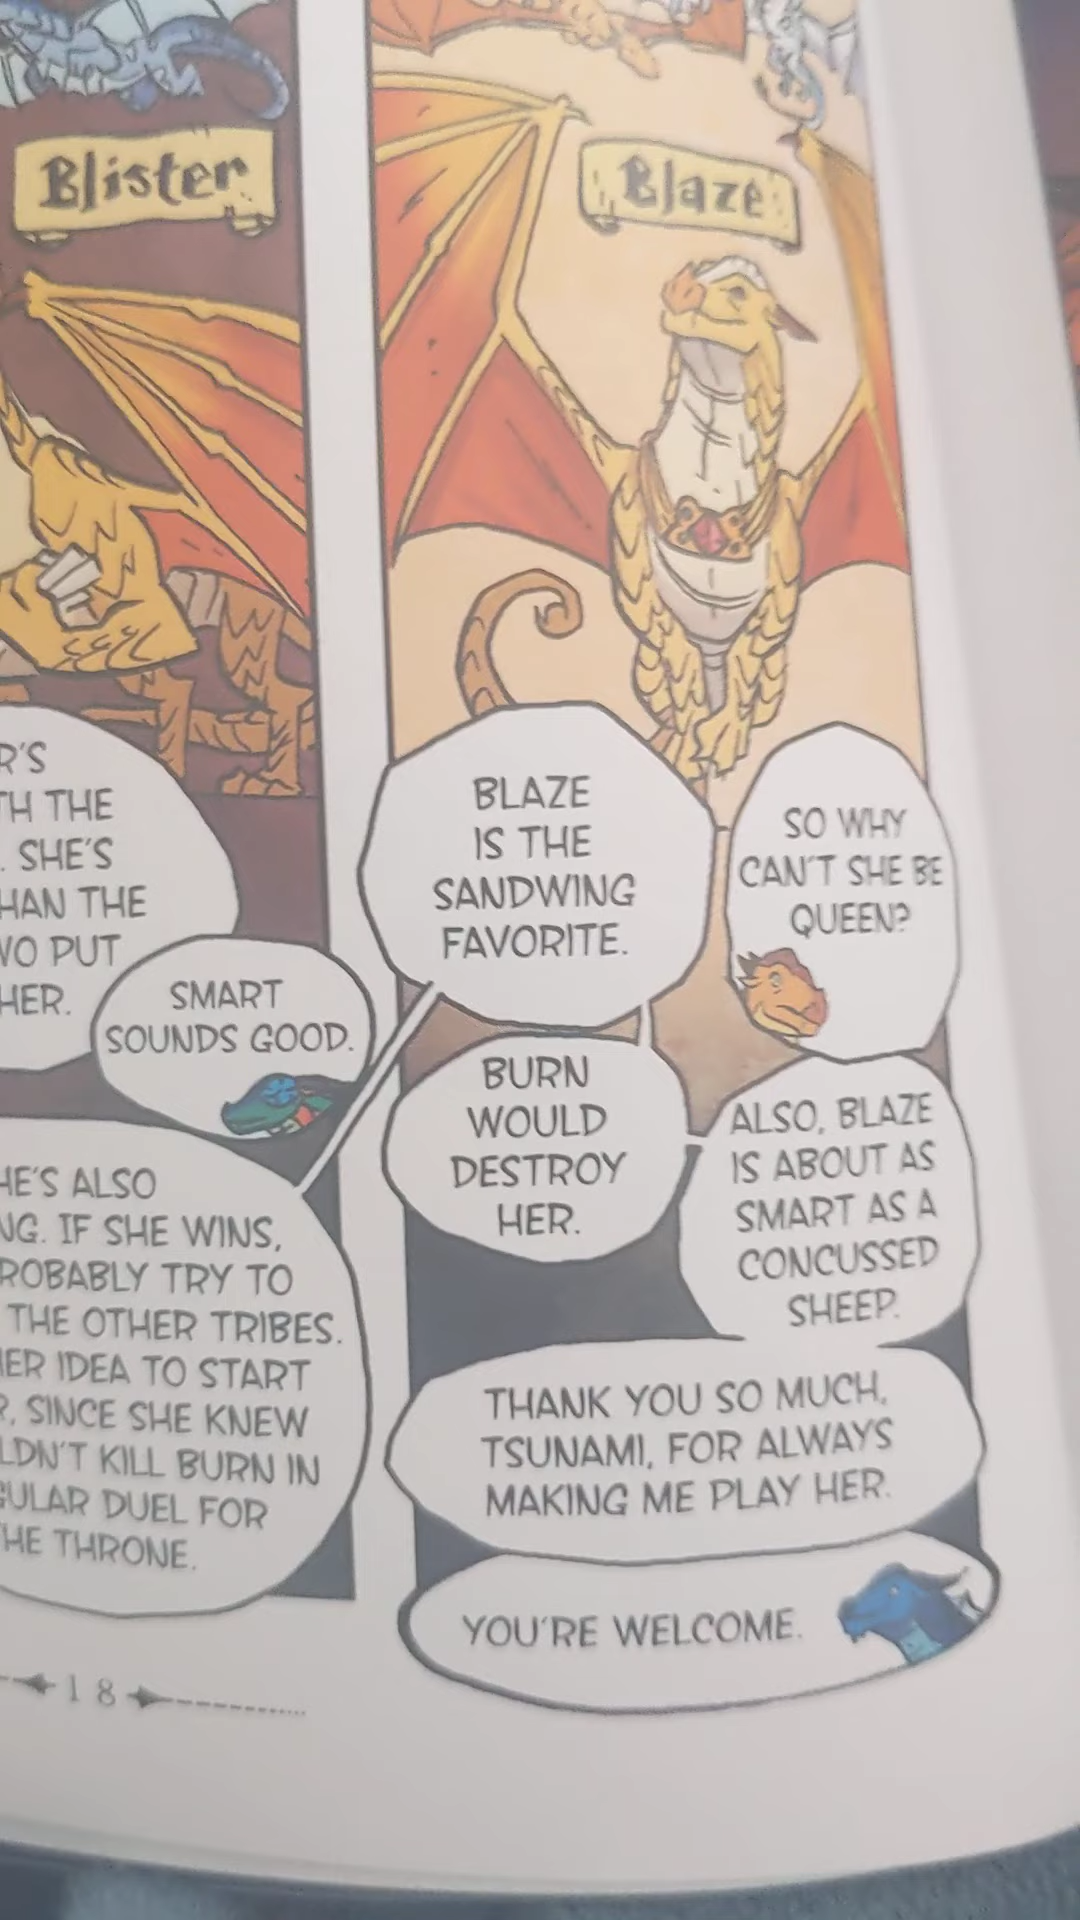 Blister
R'S
TH THE
. SHE'S
HAN THE
WO PUT
HER.
SMART
SOUNDS GOOD.
HE'S ALSO
NG. IF SHE WINS,
ROBABLY TRY TO
THE OTHER TRIBES.
HER IDEA TO START
R, SINCE SHE KNEW
LDN'T KILL BURN IN
GULAR DUEL FOR
THE THRONE.
Blaze
BLAZE
IS THE
SANDWING
FAVORITE.
SO WHY
CAN'T SHE BE
QUEEN?
BURN
WOULD
DESTROY
HER.
ALSO, BLAZE
IS ABOUT AS
SMART AS A
CONCUSSED
SHEEP.
THANK YOU SO MUCH,
TSUNAMI, FOR ALWAYS
MAKING ME PLAY HER.
YOU'RE WELCOME.
18